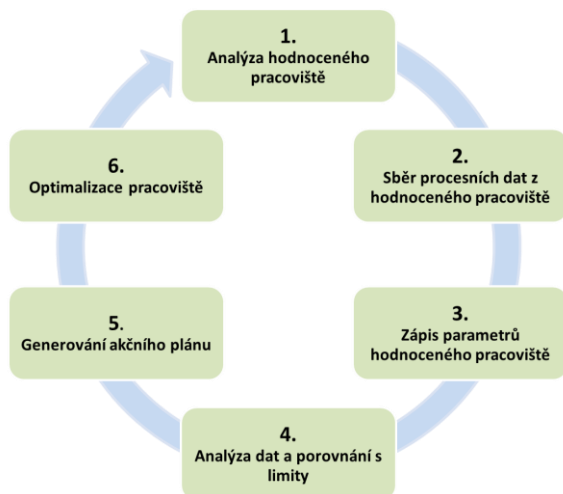 1.
Analýza hodnoceného
pracoviště
2.
Sběr procesních dat z
hodnoceného pracoviště
3.
Zápis parametrů
hodnoceného pracoviště
4.
Analýza dat a porovnání s
limity
5.
Generování akčního plánu
6.
Optimalizace pracoviště